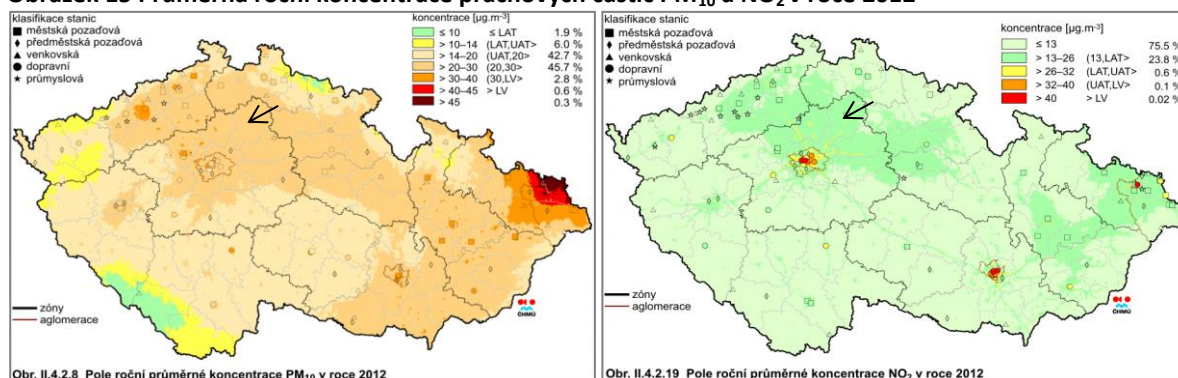 Obrázek 15 Průměrná roční koncentrace prachových částic PM10 a NO2 v roce 2012
klasifikace stanic
městská pozaďová
předměstská pozaďová
venkovská
dopravní
průmyslová
koncentrace [µg.m-3]
≤ 10 ≤ LAT 1.9 %
> 10–14 (LAT,UAT> 6.0 %
> 14–20 (UAT,20> 42.7 %
> 20–30 (20,30> 45.7 %
> 30–40 (30,LV> 2.8 %
> 40–45 > LV 0.6 %
> 45 0.3 %
zóny
aglomerace
ČHMÚ
Obr. II.4.2.8 Pole roční průměrné koncentrace PM10 v roce 2012
klasifikace stanic
městská pozaďová
předměstská pozaďová
venkovská
dopravní
průmyslová
koncentrace [µg.m-3]
≤ 13 75.5 %
> 13–26 (13,LAT> 23.8 %
> 26–32 (LAT,UAT> 0.6 %
> 32–40 (UAT,LV> 0.1 %
> 40 > LV 0.02 %
zóny
aglomerace
ČHMÚ
Obr. II.4.2.19 Pole roční průměrné koncentrace NO2 v roce 2012